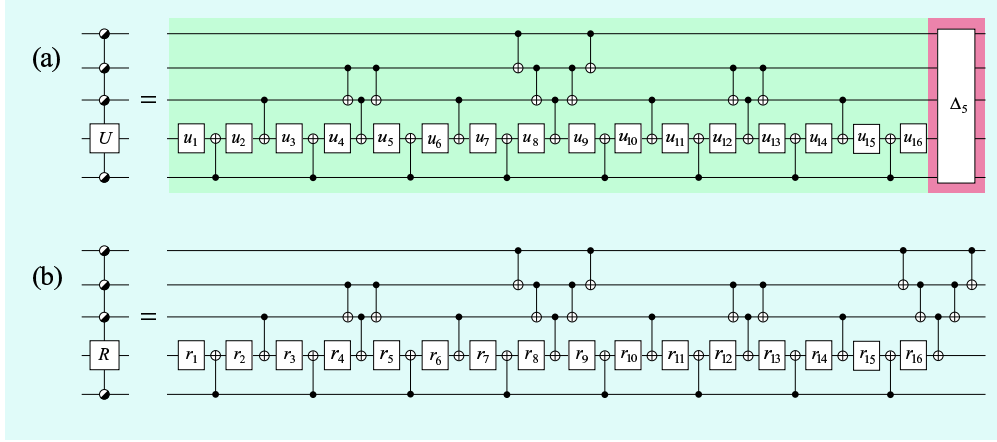 (a)
U = u1 u2 u3 u4 u5 u6 u7 u8 u9 u10 u11 u12 u13 u14 u15 u16 Δ5
(b)
R = r1 r2 r3 r4 r5 r6 r7 r8 r9 r10 r11 r12 r13 r14 r15 r16